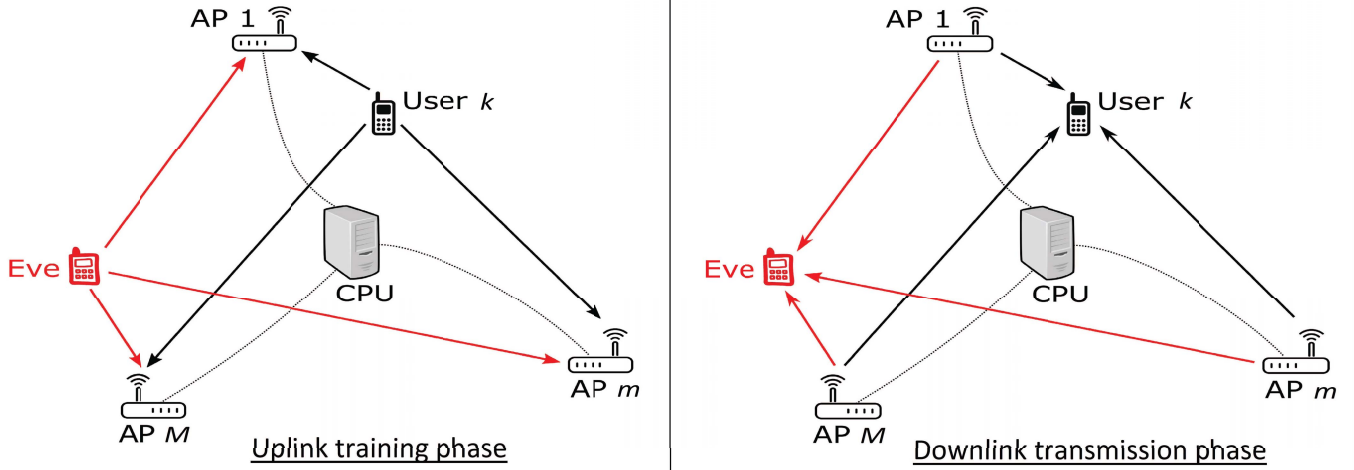 AP 1
User k
Eve
CPU
AP m
AP M
Uplink training phase
AP 1
User k
Eve
CPU
AP m
AP M
Downlink transmission phase